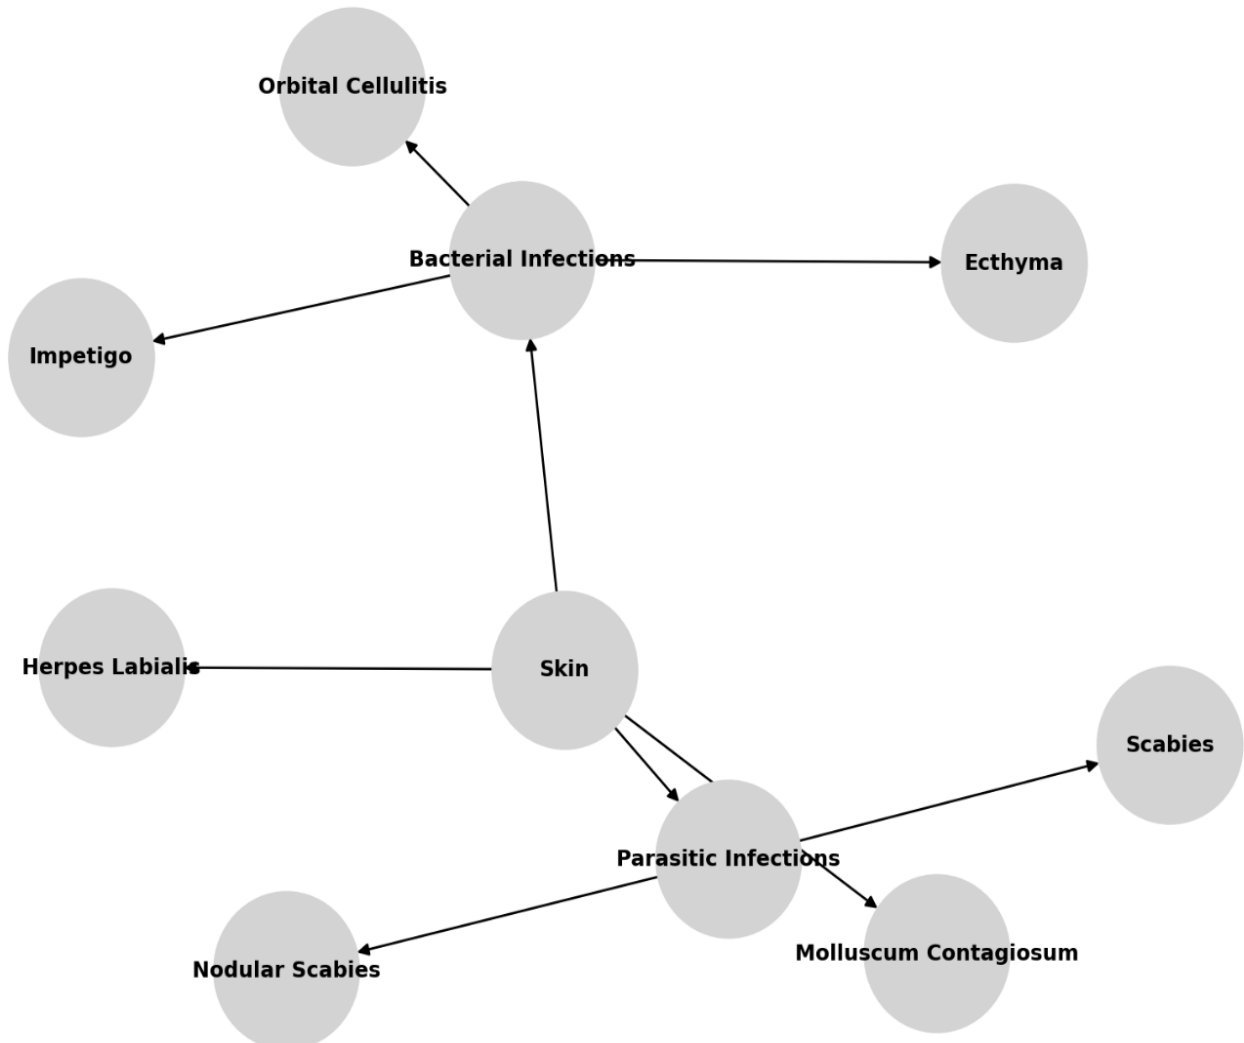 Orbital Cellulitis
Bacterial Infections
Ecthyma
Impetigo
Herpes Labialis
Skin
Scabies
Parasitic Infections
Molluscum Contagiosum
Nodular Scabies